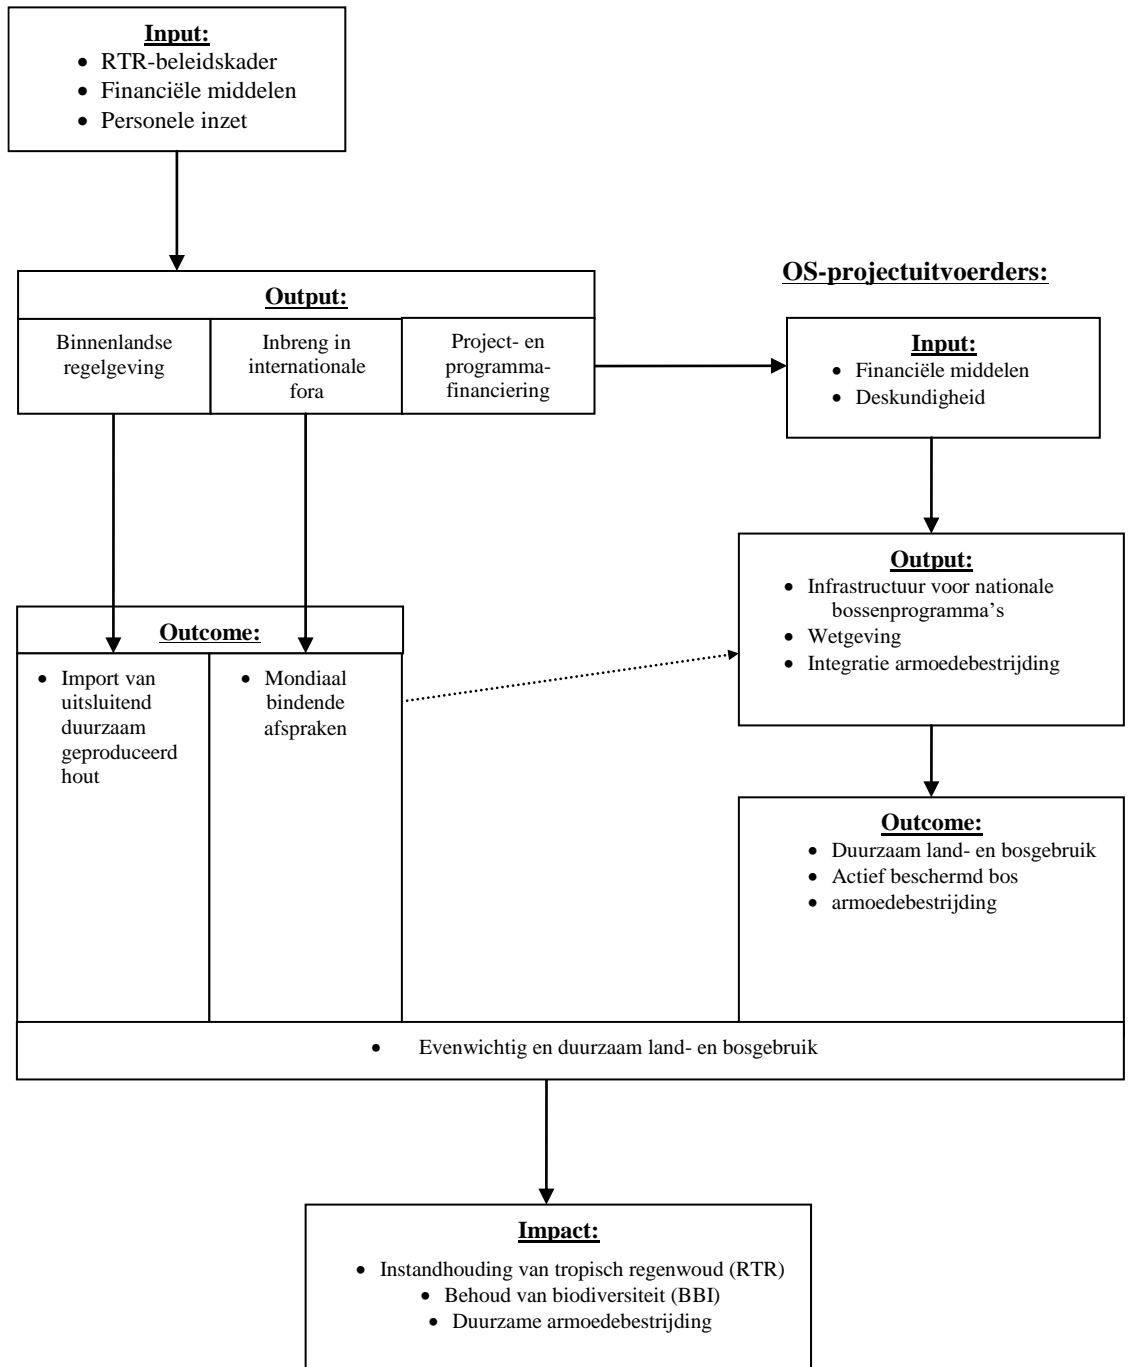 Input:
• RTR-beleidskader
• Financiële middelen
• Personele inzet
Output:
Binnenlandse
regelgeving
Inbreng in
internationale
fora
Project- en
programma-
financiering
OS-projectuitvoerders:
Input:
• Financiële middelen
• Deskundigheid
Output:
• Infrastructuur voor nationale
bossenprogramma’s
• Wetgeving
• Integratie armoedebestrijding
Outcome:
• Import van
uitsluitend
duurzaam
geproduceerd
hout
• Mondiaal
bindende
afspraken
Outcome:
• Duurzaam land- en bosgebruik
• Actief beschermd bos
• armoedebestrijding
• Evenwichtig en duurzaam land- en bosgebruik
Impact:
• Instandhouding van tropisch regenwoud (RTR)
• Behoud van biodiversiteit (BBI)
• Duurzame armoedebestrijding